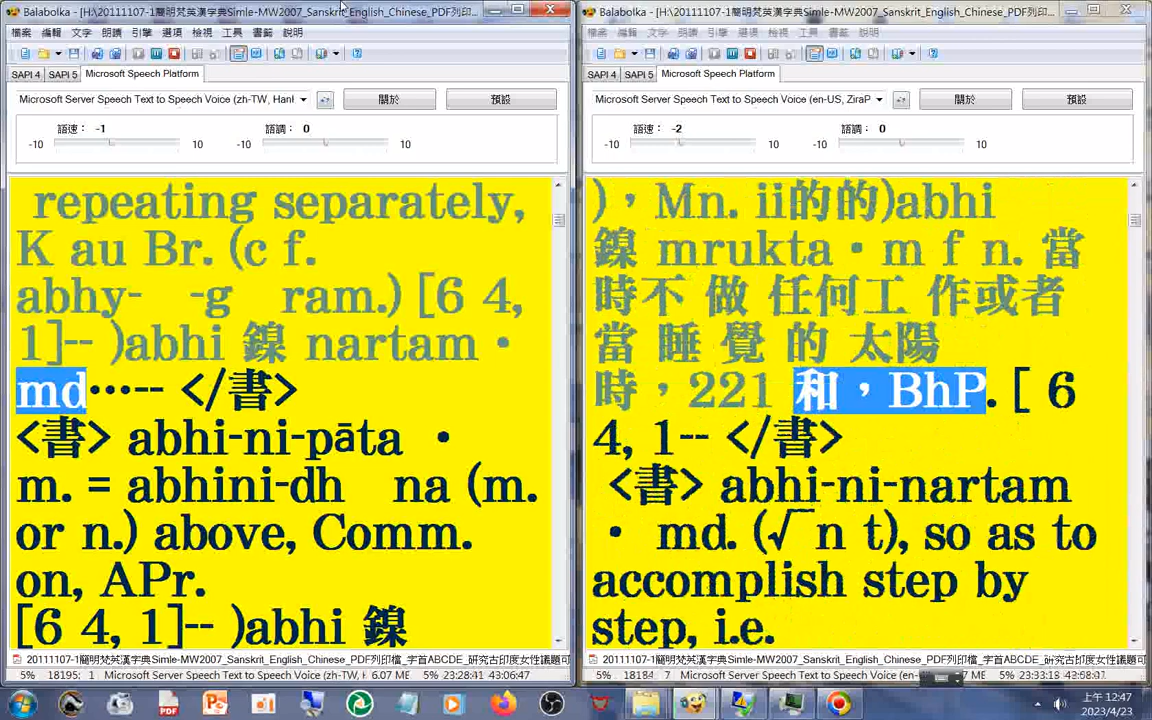 Balabolka - [H:\20111107-1簡明梵英漢字典Simle-MW2007_Sanskrit_English_Chinese_PDF列印...
檔案 編輯 文字 朗讀 引擎 選項 檢視 工具 書籤 說明
SAPI 4 SAPI 5 Microsoft Speech Platform
Microsoft Server Speech Text to Speech Voice (zh-TW, HanH 關於 預設
語速： -1 語調： 0
-10 10 -10 10
repeating separately,
K au Br. (c f.
abhy- -g ram.) [6 4,
1]-- )abhi 鎳 nartam •
md…-- </書>
<書> abhi-ni-pāta •
m. = abhini-dh na (m.
or n.) above, Comm.
on, APr.
[6 4, 1]-- )abhi 鎳
20111107-1簡明梵英漢字典Simle-MW2007_Sanskrit_English_Chinese_PDF列印檔_字首ABCDE_研究古印度女性議題可
5% 18195: 1 Microsoft Server Speech Text to Speech Voice (zh-TW, H 6.07 ME 5% 23:28:41 43:06:47
Balabolka - [H:\20111107-1簡明梵英漢字典Simle-MW2007_Sanskrit_English_Chinese_PDF列印...
檔案 編輯 文字 朗讀 引擎 選項 檢視 工具 書籤 說明
SAPI 4 SAPI 5 Microsoft Speech Platform
Microsoft Server Speech Text to Speech Voice (en-US, ZiraP 關於 預設
語速： -2 語調： 0
-10 10 -10 10
)，Mn. ii的的)abhi
鎳 mrukta • m f n. 當
時不 做 任何工 作或者
當 睡 覺 的 太陽
時，221 和，BhP. [ 6
4, 1-- </書>
<書> abhi-ni-nartam
• md. (√ n t), so as to
accomplish step by
step, i.e.
20111107-1簡明梵英漢字典Simle-MW2007_Sanskrit_English_Chinese_PDF列印檔_字首ABCDE_研究古印度女性議題可
5% 18184 7 Microsoft Server Speech Text to Speech Voice (en-US, 5% 23:33:18 43:58:01
上午 12:47
2023/4/23